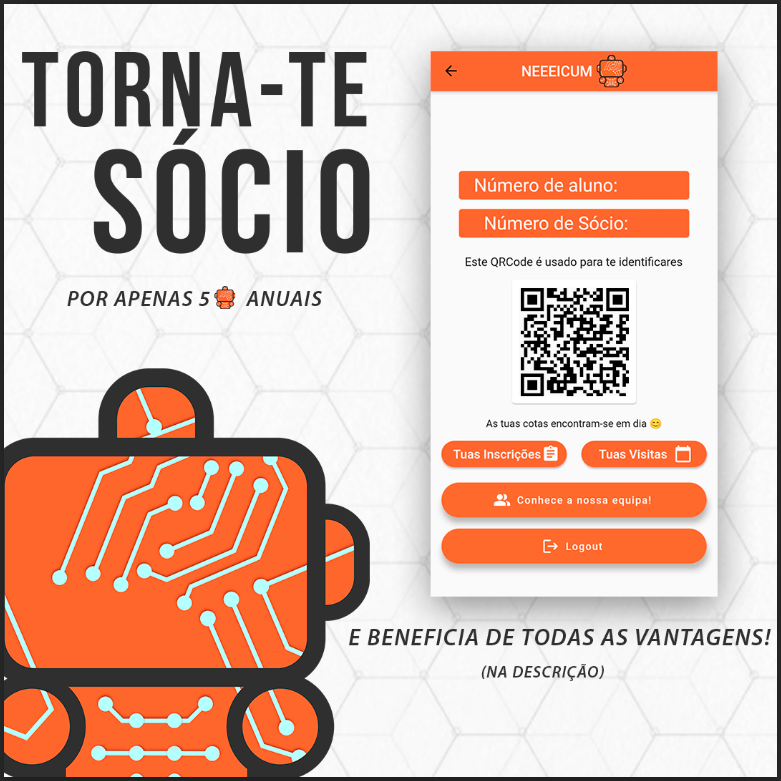 TORNA-TE
SÓCIO
POR APENAS 5 ANUAIS
NEEEICUM
Número de aluno:
Número de Sócio:
Este QRCode é usado para te identificares
As tuas cotas encontram-se em dia 😊
Tuas Inscrições
Tuas Visitas
Conhece a nossa equipa!
Logout
E BENEFICIA DE TODAS AS VANTAGENS!
(NA DESCRIÇÃO)